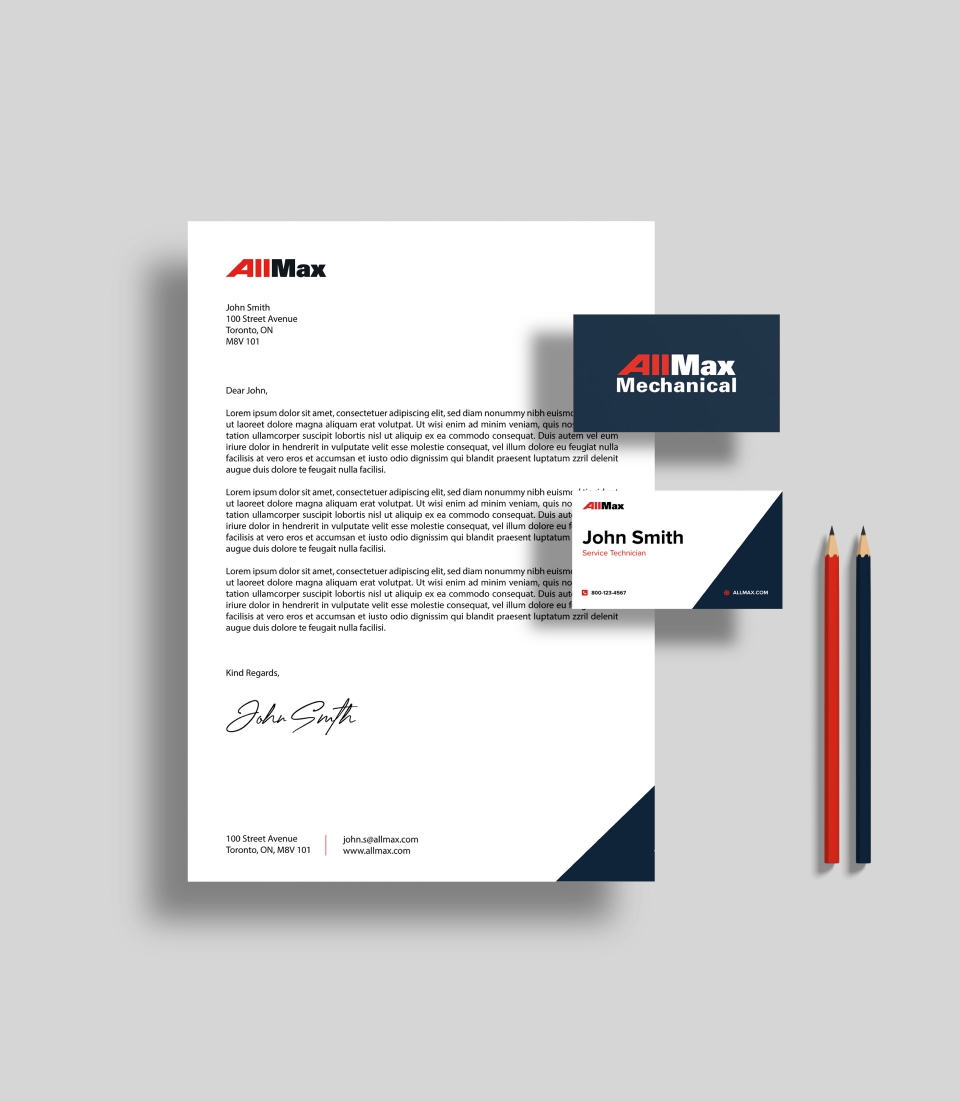 AllMax
John Smith
100 Street Avenue
Toronto, ON
M8V 101
Dear John,
Lorem ipsum dolor sit amet, consectetuer adipiscing elit, sed diam nonummy nibh euismo
ut laoreet dolore magna aliquam erat volutpat. Ut wisi enim ad minim veniam, quis nos
tation ullamcorper suscipit lobortis nisl ut aliquip ex ea commodo consequat. Duis autem vel eum
iriure dolor in hendrerit in vulputate velit esse molestie consequat, vel illum dolore eu feugiat nulla
facilisis at vero eros et accumsan et iusto odio dignissim qui blandit praesent luptatum zzril delenit
augue duis dolore te feugait nulla facilisi.
Lorem ipsum dolor sit amet, consectetuer adipiscing elit, sed diam nonummy nibh euismo
ut laoreet dolore magna aliquam erat volutpat. Ut wisi enim ad minim veniam, quis no
tation ullamcorper suscipit lobortis nisl ut aliquip ex ea commodo consequat. Duis aut
iriure dolor in hendrerit in vulputate velit esse molestie consequat, vel illum dolore eu f
facilisis at vero eros et accumsan et iusto odio dignissim qui blandit praesent luptatum
augue duis dolore te feugait nulla facilisi.
Lorem ipsum dolor sit amet, consectetuer adipiscing elit, sed diam nonummy nibh euismo
ut laoreet dolore magna aliquam erat volutpat. Ut wisi enim ad minim veniam, quis no
tation ullamcorper suscipit lobortis nisl ut aliquip ex ea commodo consequat. Duis aut
iriure dolor in hendrerit in vulputate velit esse molestie consequat, vel illum dolore eu f
facilisis at vero eros et accumsan et iusto odio dignissim qui blandit praesent luptatum zzril delenit
augue duis dolore te feugait nulla facilisi.
Kind Regards,
John Smith
100 Street Avenue
Toronto, ON, M8V 101
john.s@allmax.com
www.allmax.com
AllMax
Mechanical
AllMax
John Smith
Service Technician
800-123-4567
ALLMAX.COM